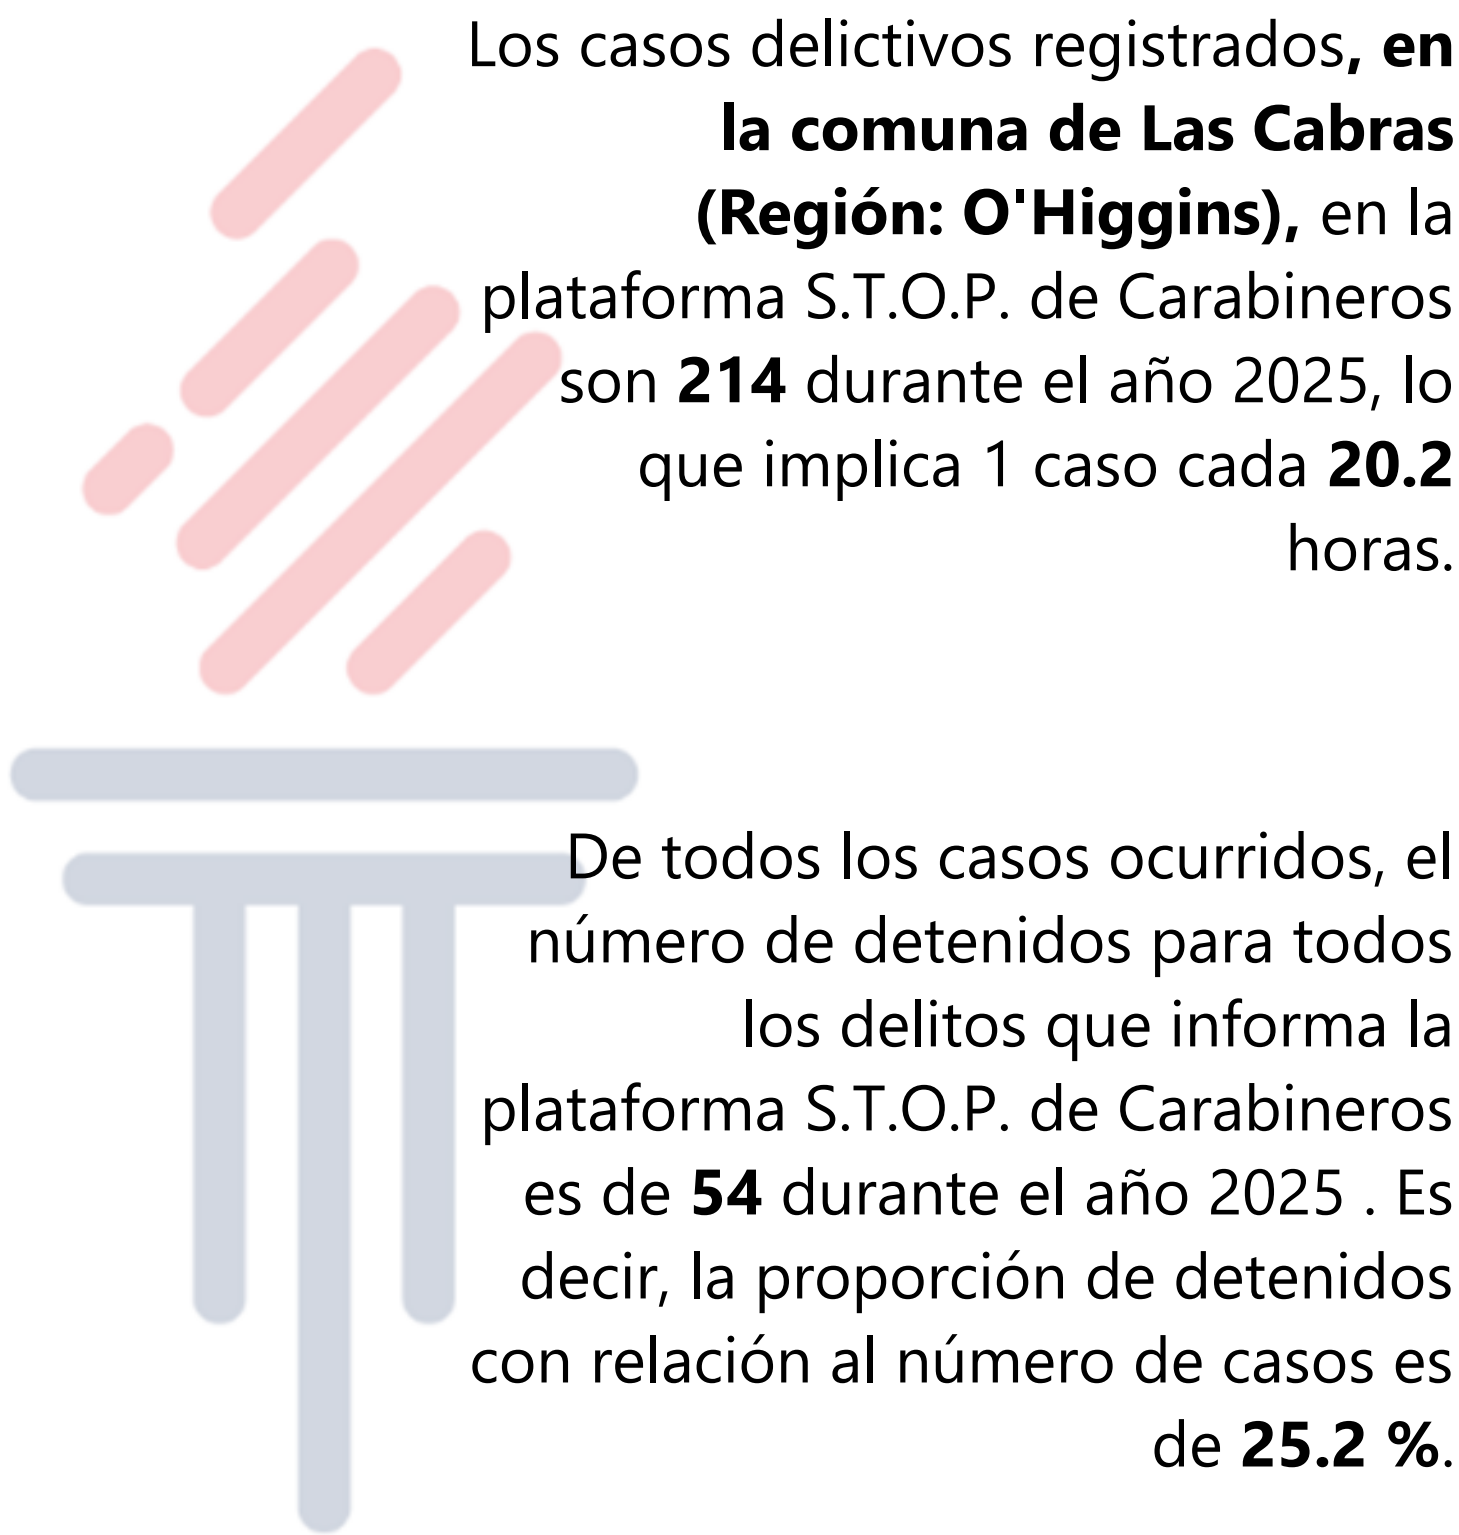 Los casos delictivos registrados, en
la comuna de Las Cabras
(Región: O'Higgins), en la
plataforma S.T.O.P. de Carabineros
son 214 durante el año 2025, lo
que implica 1 caso cada 20.2
horas.
De todos los casos ocurridos, el
número de detenidos para todos
los delitos que informa la
plataforma S.T.O.P. de Carabineros
es de 54 durante el año 2025 . Es
decir, la proporción de detenidos
con relación al número de casos es
de 25.2 %.